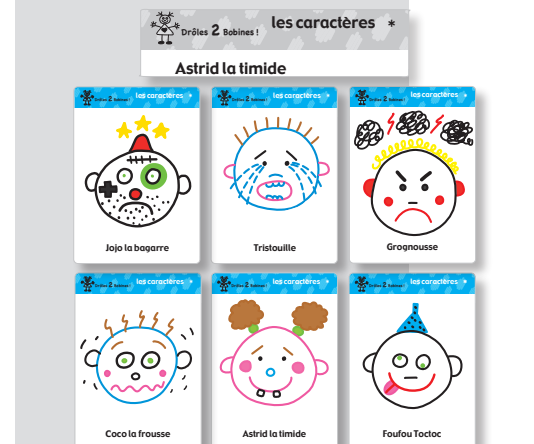 Drôles 2 Bobines !
les caractères *
Astrid la timide
Drôles 2 Bobines !
les caractères *
Drôles 2 Bobines !
les caractères *
Drôles 2 Bobines !
les caractères *
Jojo la bagarre
Tristouille
Grognousse
Drôles 2 Bobines !
les caractères *
Drôles 2 Bobines !
les caractères *
Drôles 2 Bobines !
les caractères *
Coco la frousse
Astrid la timide
Foufou Toctoc